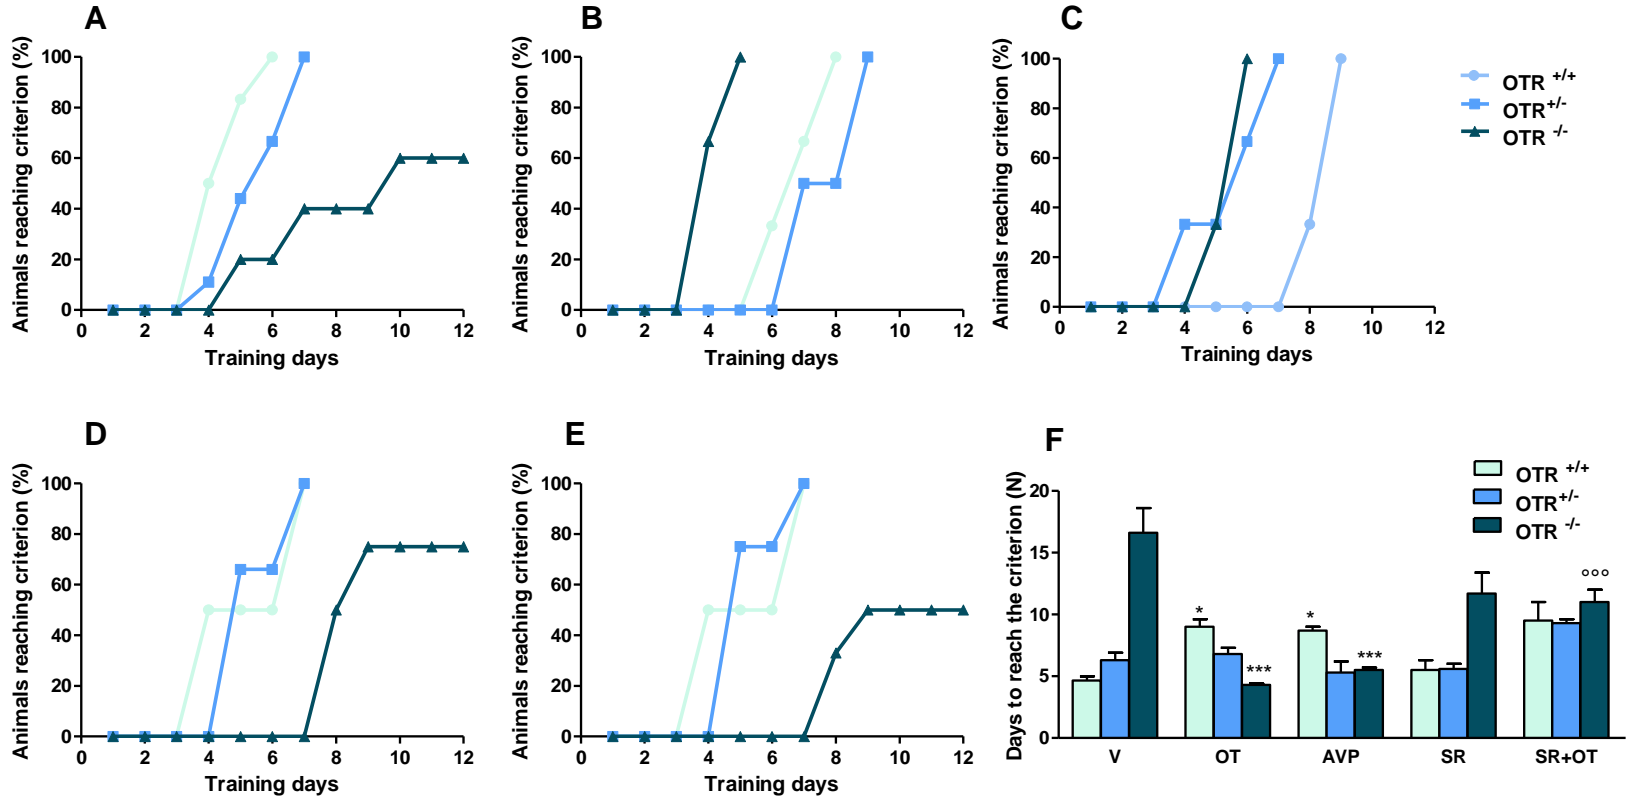 A
Animals reaching criterion (%)
100
80
60
40
20
0
0 2 4 6 8 10 12
Training days
B
Animals reaching criterion (%)
100
80
60
40
20
0
0 2 4 6 8 10 12
Training days
C
Animals reaching criterion (%)
100
80
60
40
20
0
0 2 4 6 8 10 12
Training days
OTR +/+
OTR+/-
OTR -/-
D
Animals reaching criterion (%)
100
80
60
40
20
0
0 2 4 6 8 10 12
Training days
E
Animals reaching criterion (%)
100
80
60
40
20
0
0 2 4 6 8 10 12
Training days
F
Days to reach the criterion (N)
20
15
10
5
0
* *** * *** °°°
V OT AVP SR SR+OT
OTR +/+
OTR+/-
OTR -/-